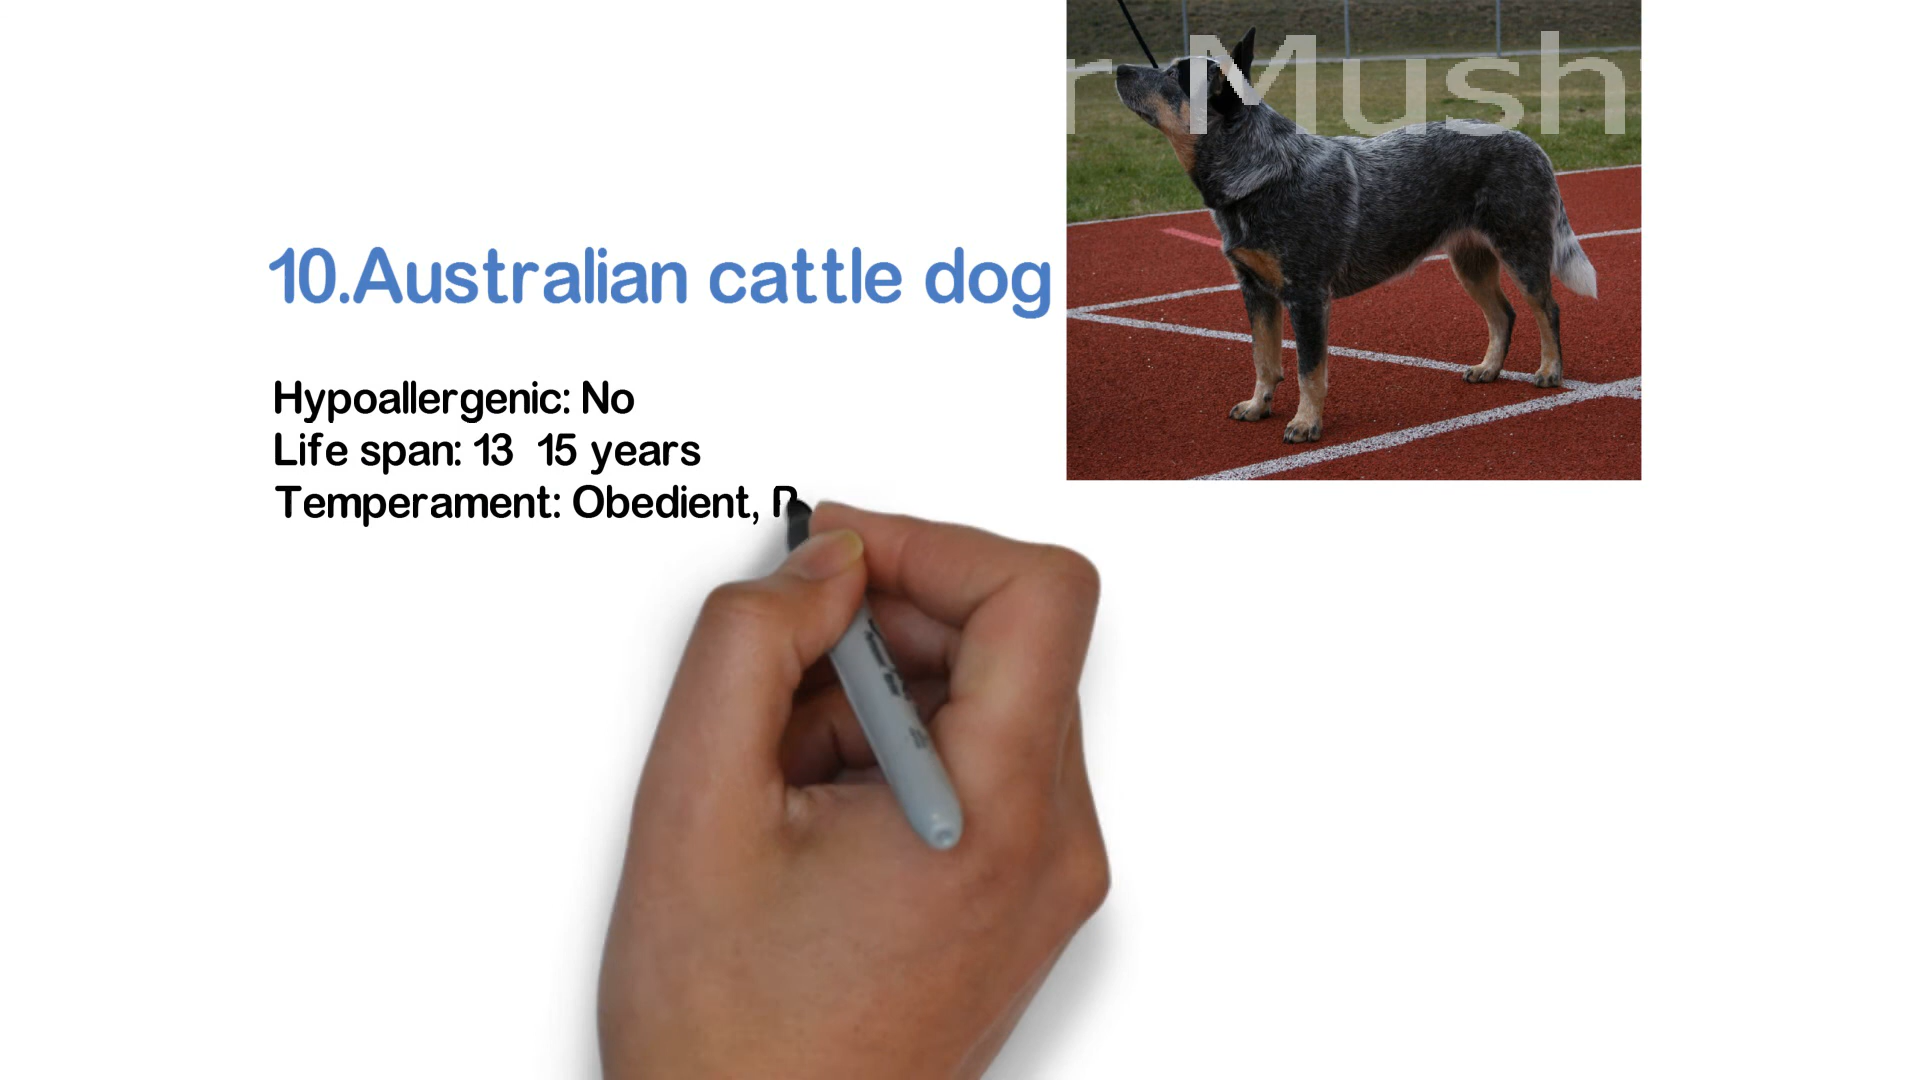 r Mush
10.Australian cattle dog
Hypoallergenic: No
Life span: 13  15 years
Temperament: Obedient,